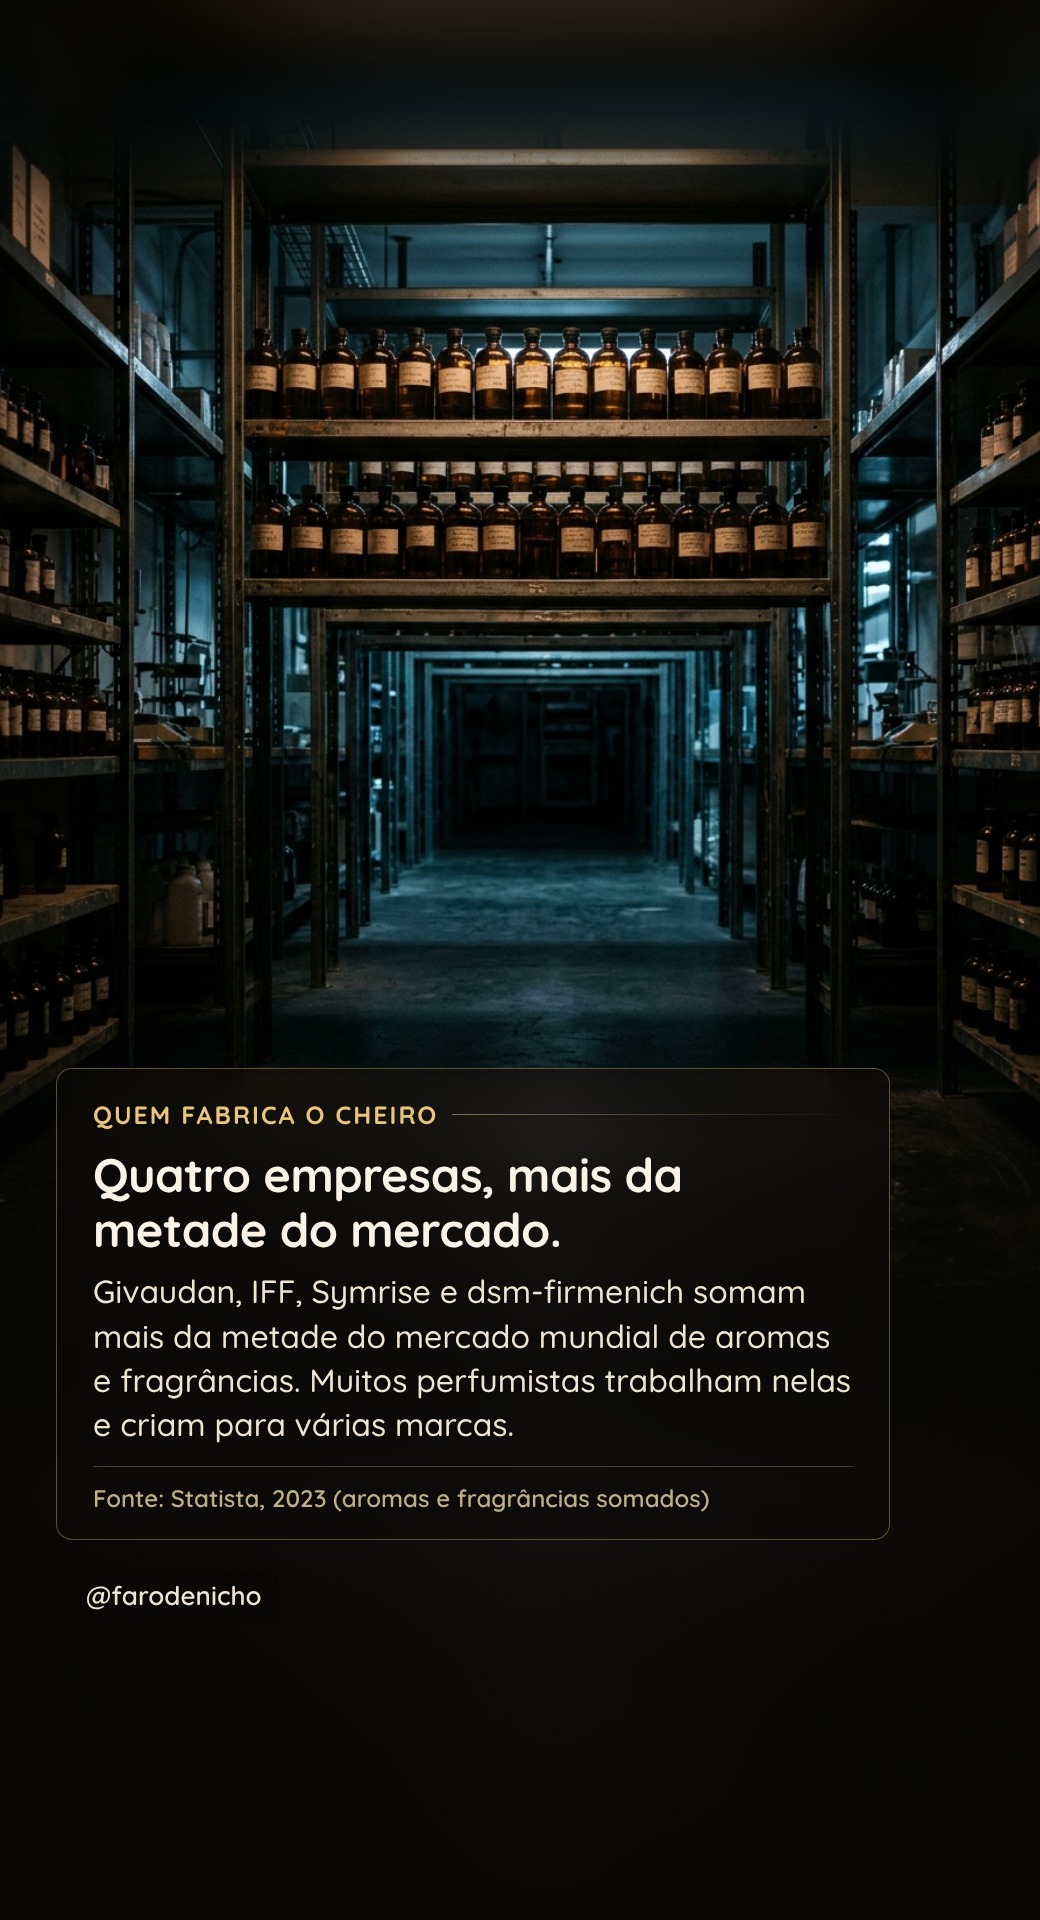 QUEM FABRICA O CHEIRO
Quatro empresas, mais da
metade do mercado.
Givaudan, IFF, Symrise e dsm-firmenich somam
mais da metade do mercado mundial de aromas
e fragrâncias. Muitos perfumistas trabalham nelas
e criam para várias marcas.
Fonte: Statista, 2023 (aromas e fragrâncias somados)
@farodenicho